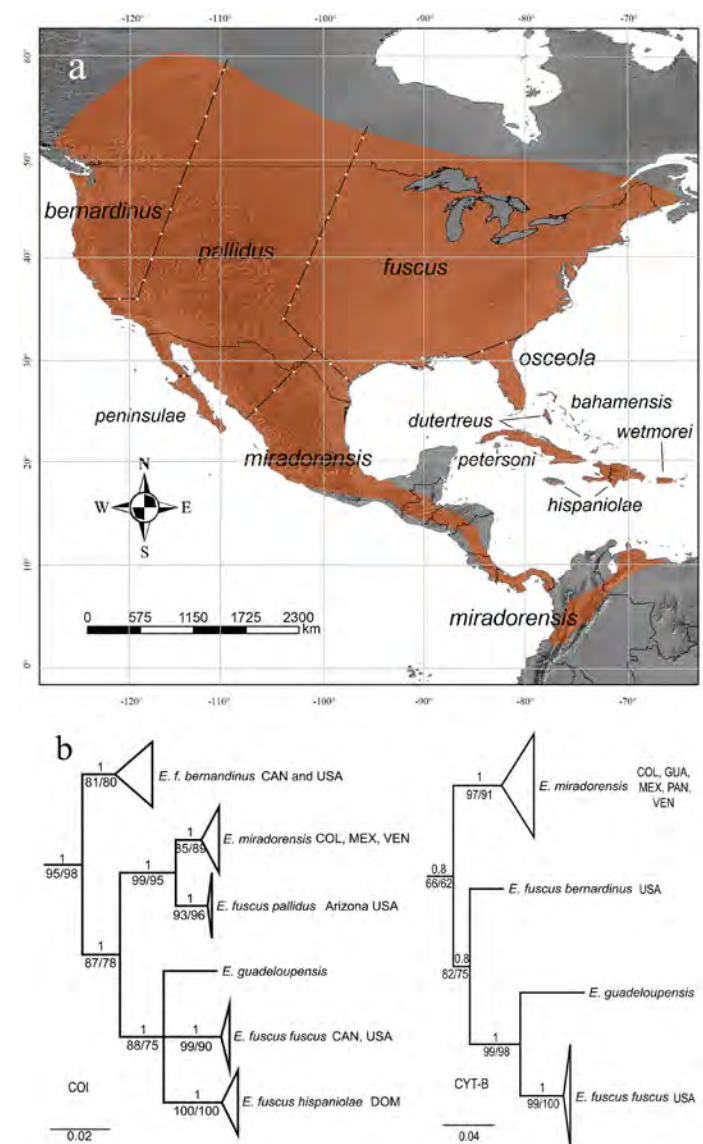 -120° -110° -100° -90° -80° -70°
a
60°
50°
bernardinus
pallidus
fuscus
40°
30°
osceola
peninsulae
bahamensis
dutertreus
wetmorei
miradorensis
petersoni
20°
hispaniolae
N
W E
S
10°
miradorensis
0 575 1150 1725 2300
km
0°
-120° -110° -100° -90° -80° -70°
b
1
81/80
E. f. bernandinus CAN and USA
1
95/98
1
85/89
E. miradorensis COL, MEX, VEN
1
99/95
1
93/96
E. fuscus pallidus Arizona USA
1
87/78
E. guadeloupensis
1
88/75
1
99/90
E. fuscus fuscus CAN, USA
1
100/100
E. fuscus hispaniolae DOM
COI
0.02
1
97/91
E. miradorensis
COL, GUA,
MEX, PAN,
VEN
0.8
66/62
E. fuscus bernardinus USA
0.8
82/75
E. guadeloupensis
1
99/98
1
99/100
E. fuscus fuscus USA
CYT-B
0.04